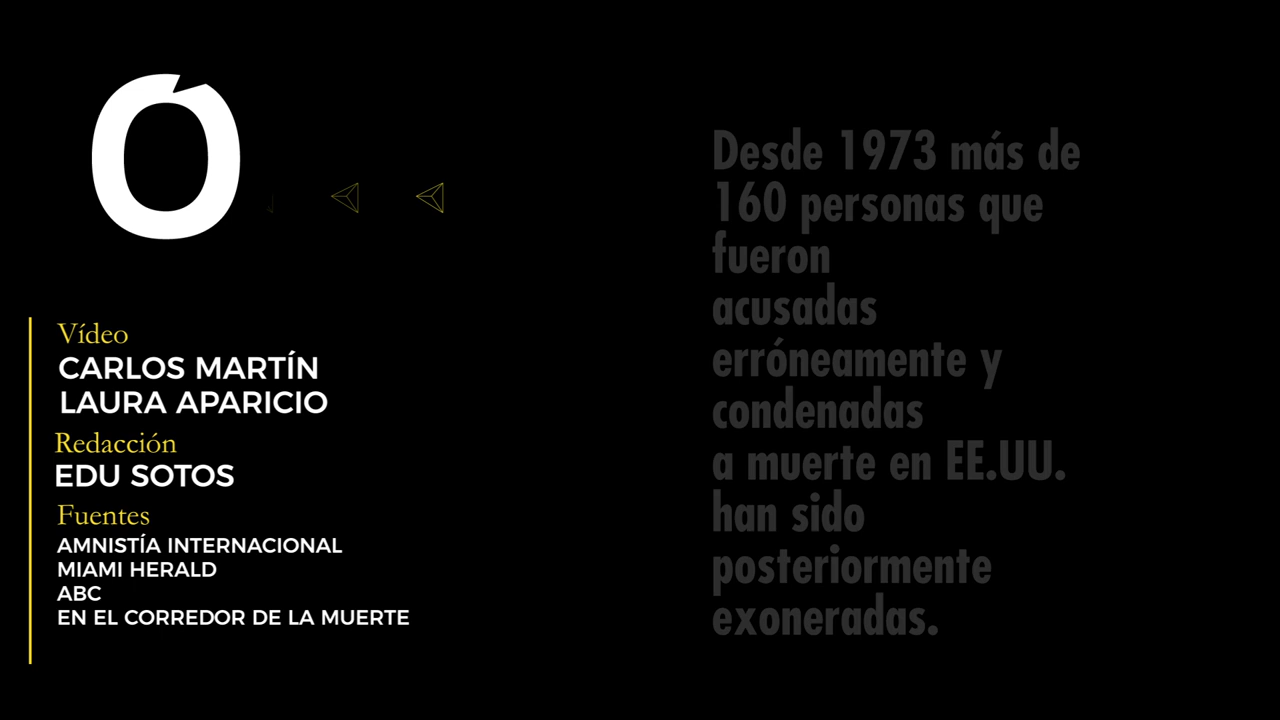 O
Vídeo
CARLOS MARTÍN
LAURA APARICIO
Redacción
EDU SOTOS
Fuentes
AMNISTÍA INTERNACIONAL
MIAMI HERALD
ABC
EN EL CORREDOR DE LA MUERTE
Desde 1973 más de
160 personas que
fueron
acusadas
erróneamente y
condenadas
a muerte en EE.UU.
han sido
posteriormente
exoneradas.